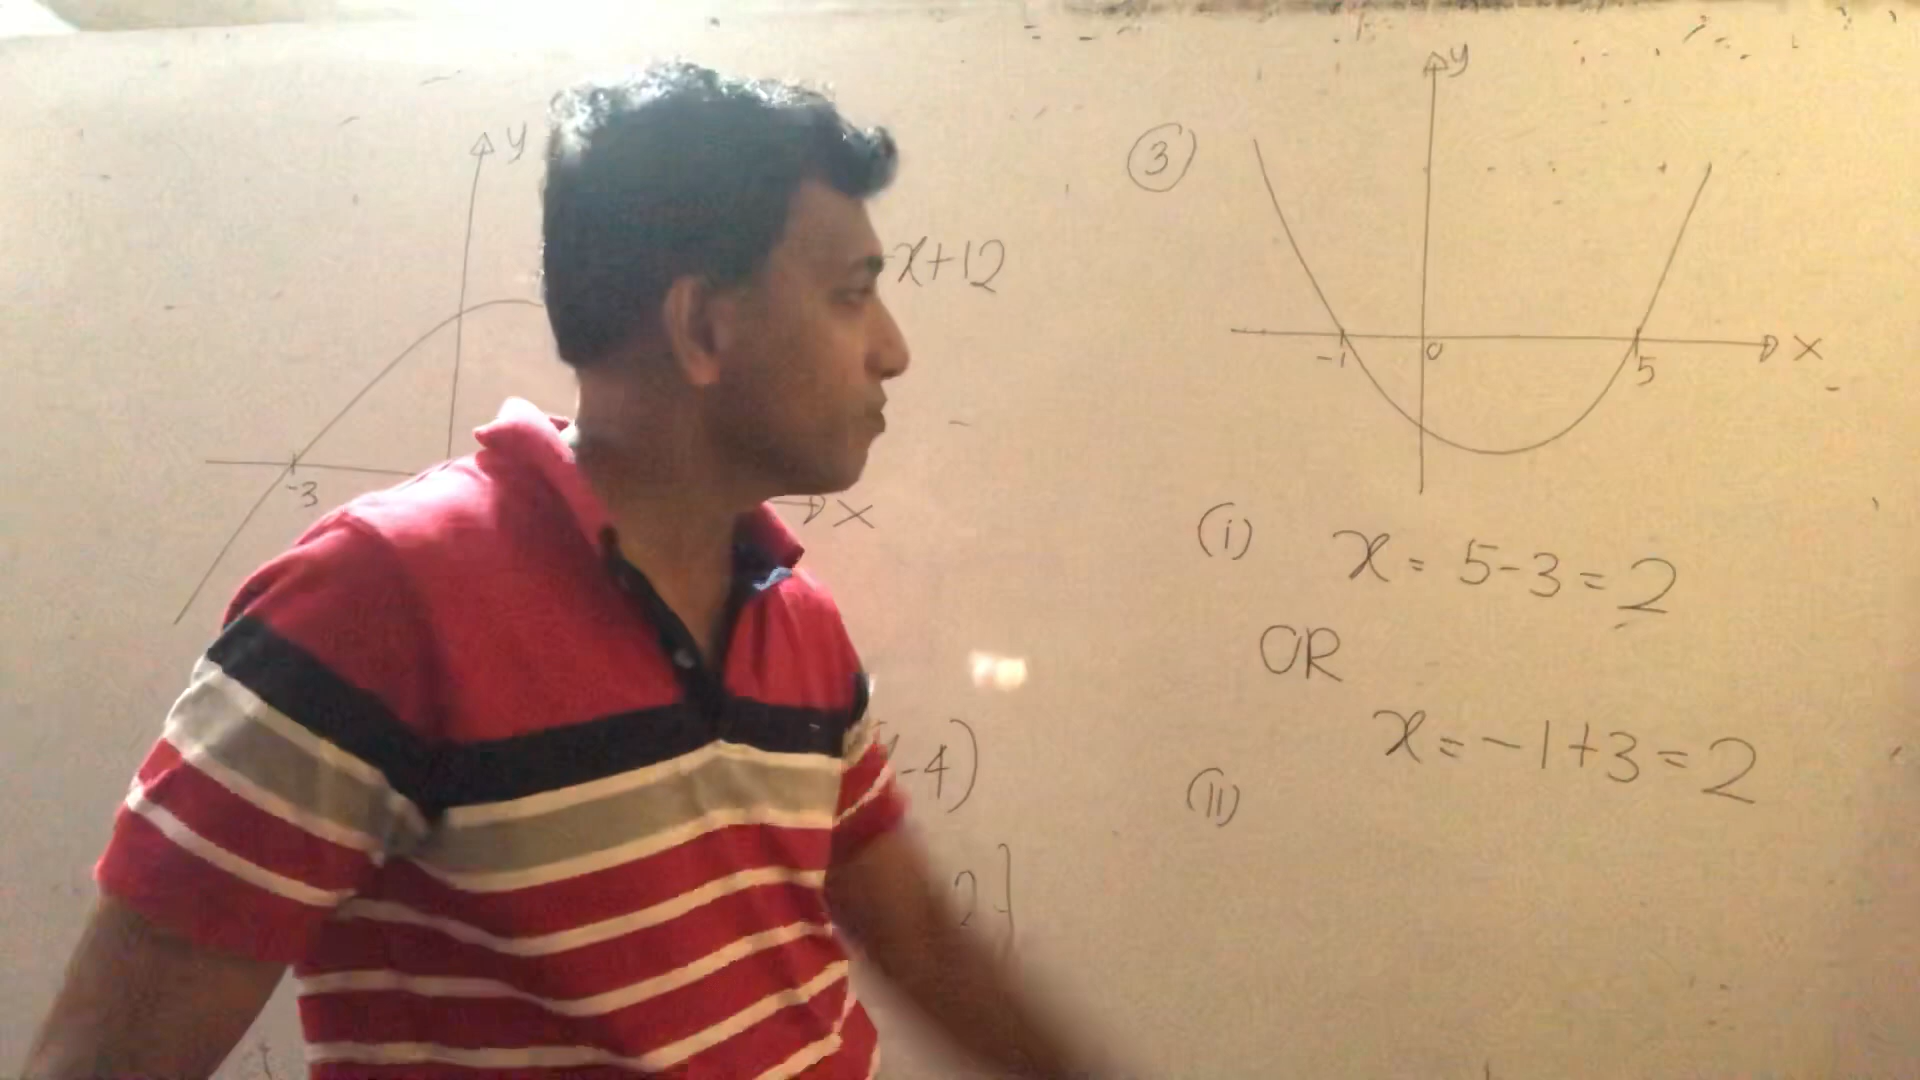 y
x+12
-3
x
-4)
2]
3
y
-1 0 5 x
(i) x = 5-3 = 2
OR
x = -1+3 = 2
(ii)